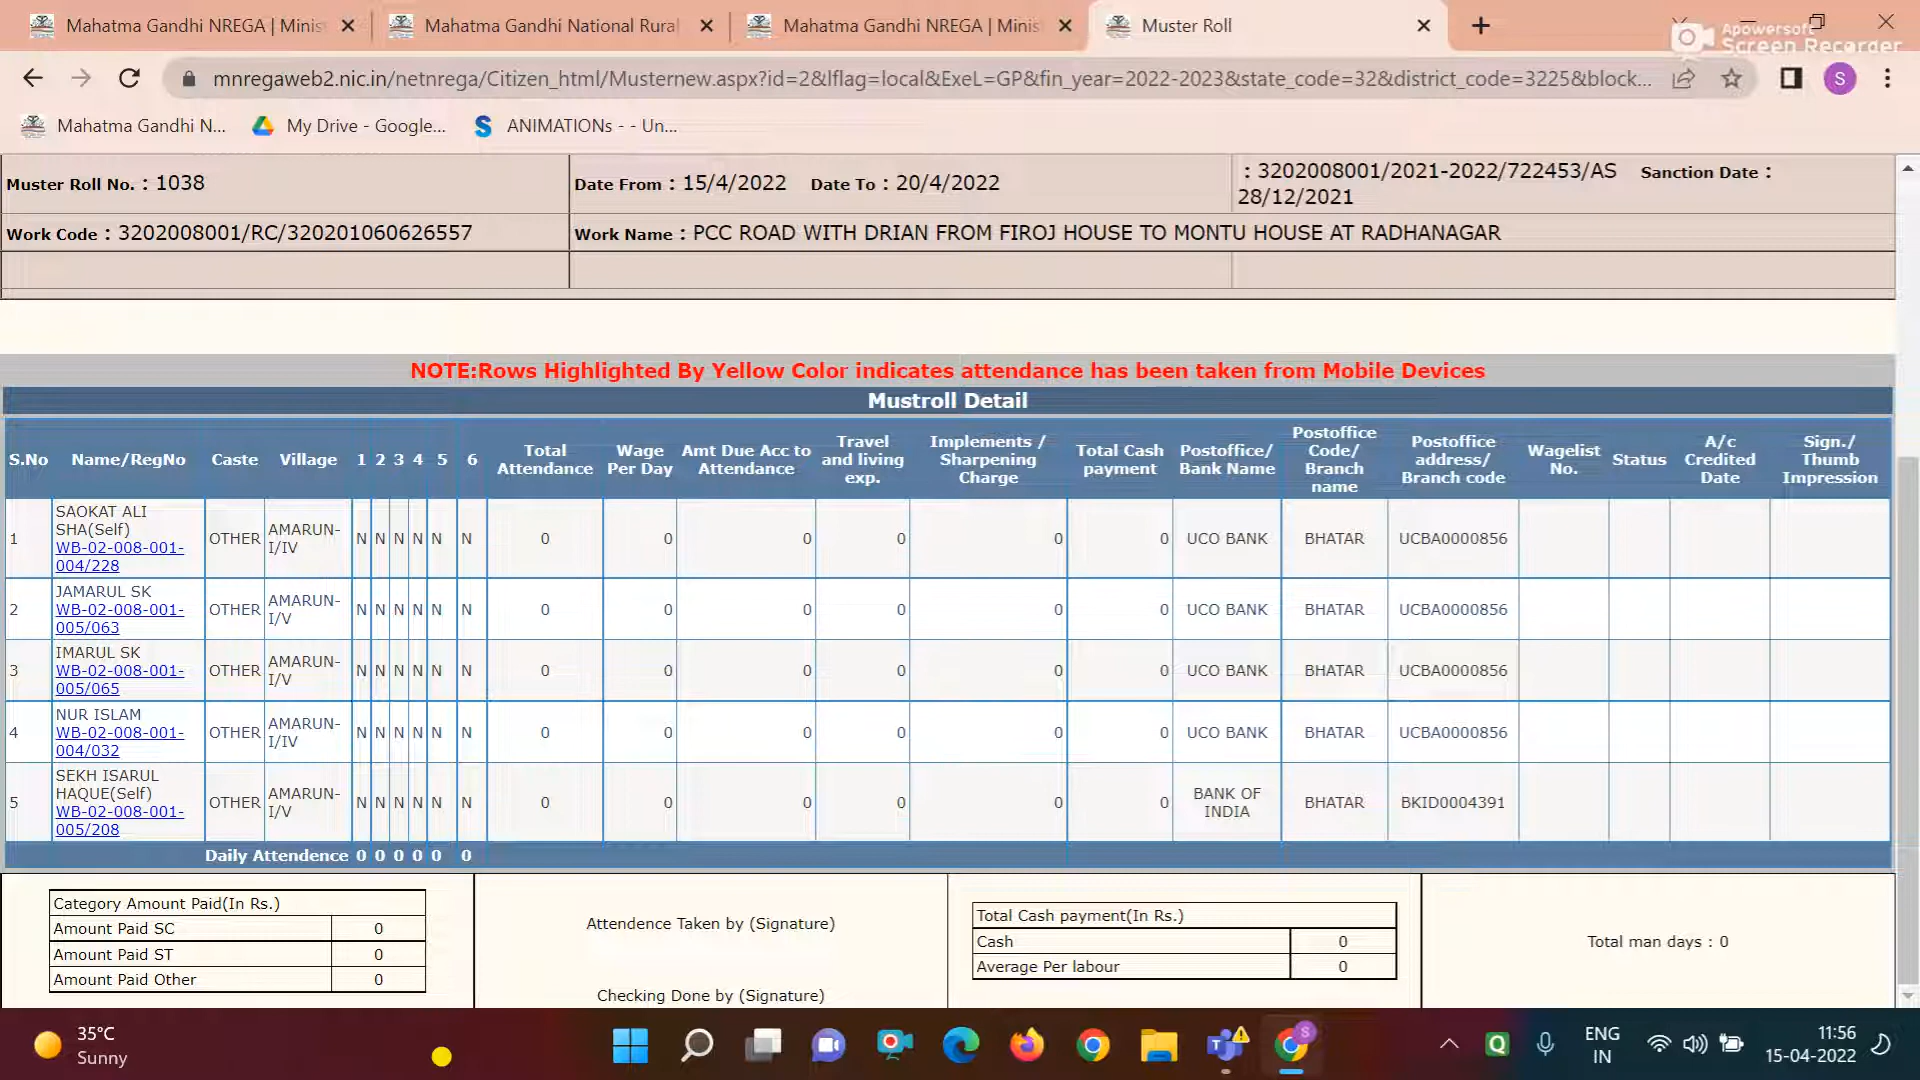 Mahatma Gandhi NREGA | Minis
Mahatma Gandhi National Rural
Mahatma Gandhi NREGA | Minis
Muster Roll
Apowersoft
Screen Recorder
mnregaweb2.nic.in/netnrega/Citizen_html/Musternew.aspx?id=2&lflag=local&ExeL=GP&fin_year=2022-2023&state_code=32&district_code=3225&block...
S
Mahatma Gandhi N...
My Drive - Google...
ANIMATIONs - - Un...
Muster Roll No. : 1038
Date From : 15/4/2022 Date To : 20/4/2022
: 3202008001/2021-2022/722453/AS Sanction Date :
28/12/2021
Work Code : 3202008001/RC/320201060626557
Work Name : PCC ROAD WITH DRIAN FROM FIROJ HOUSE TO MONTU HOUSE AT RADHANAGAR
NOTE:Rows Highlighted By Yellow Color indicates attendance has been taken from Mobile Devices
Mustroll Detail
S.No Name/RegNo Caste Village 1 2 3 4 5 6 Total Attendance Wage Per Day Amt Due Acc to Attendance Travel and living exp. Implements / Sharpening Charge Total Cash payment Postoffice/ Bank Name Postoffice Code/ Branch name Postoffice address/ Branch code Wagelist No. Status A/c Credited Date Sign./ Thumb Impression
1 SAOKAT ALI SHA(Self) WB-02-008-001-004/228 OTHER AMARUN-I/IV N N N N N N 0 0 0 0 0 0 UCO BANK BHATAR UCBA0000856
2 JAMARUL SK WB-02-008-001-005/063 OTHER AMARUN-I/V N N N N N N 0 0 0 0 0 0 UCO BANK BHATAR UCBA0000856
3 IMARUL SK WB-02-008-001-005/065 OTHER AMARUN-I/V N N N N N N 0 0 0 0 0 0 UCO BANK BHATAR UCBA0000856
4 NUR ISLAM WB-02-008-001-004/032 OTHER AMARUN-I/IV N N N N N N 0 0 0 0 0 0 UCO BANK BHATAR UCBA0000856
5 SEKH ISARUL HAQUE(Self) WB-02-008-001-005/208 OTHER AMARUN-I/V N N N N N N 0 0 0 0 0 0 BANK OF INDIA BHATAR BKID0004391
Daily Attendence 0 0 0 0 0 0
Category Amount Paid(In Rs.)
Amount Paid SC 0
Amount Paid ST 0
Amount Paid Other 0
Attendence Taken by (Signature)
Checking Done by (Signature)
Total Cash payment(In Rs.)
Cash 0
Average Per labour 0
Total man days : 0
35°C
Sunny
S
Q
ENG
IN
11:56
15-04-2022